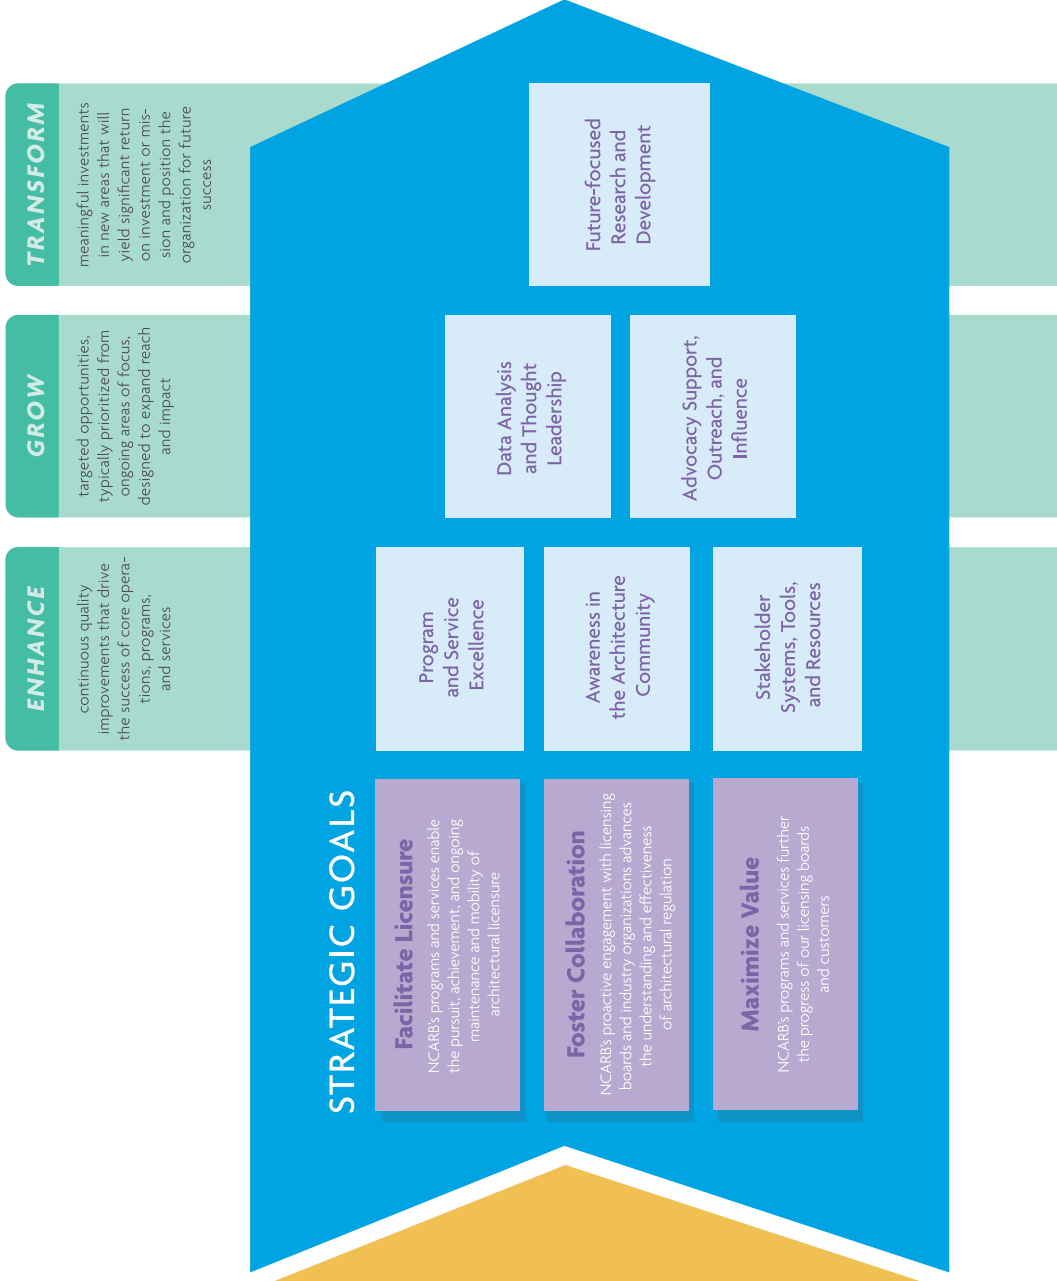 STRATEGIC GOALS
Facilitate Licensure
NCARB's programs and services enable
the pursuit, achievement, and ongoing
maintenance and mobility of
architectural licensure
Foster Collaboration
NCARB's proactive engagement with licensing
boards and industry organizations advances
the understanding and effectiveness
of architectural regulation
Maximize Value
NCARB's programs and services further
the progress of our licensing boards
and customers
ENHANCE
continuous quality
improvements that drive
the success of core opera-
tions, programs,
and services
Program
and Service
Excellence
Awareness in
the Architecture
Community
Stakeholder
Systems, Tools,
and Resources
GROW
targeted opportunities,
typically prioritized from
ongoing areas of focus,
designed to expand reach
and impact
Data Analysis
and Thought
Leadership
Advocacy Support,
Outreach, and
Influence
TRANSFORM
meaningful investments
in new areas that will
yield significant return
on investment or mis-
sion and position the
organization for future
success
Future-focused
Research and
Development